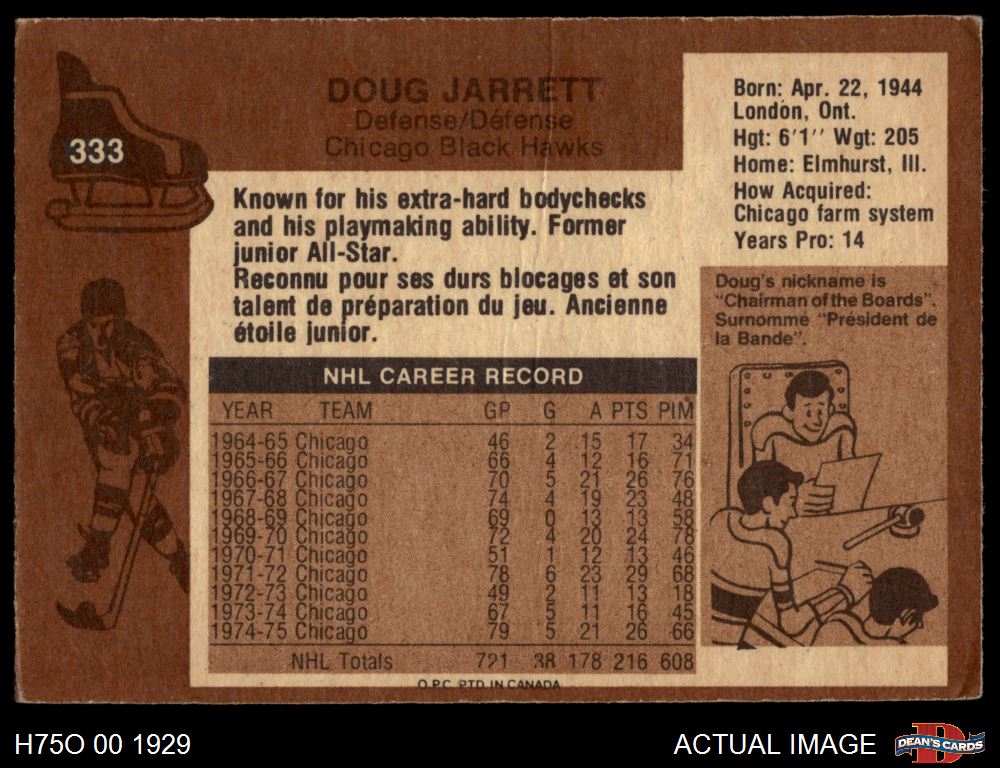 333
DOUG JARRETT
Defense/Défense
Chicago Black Hawks
Born: Apr. 22, 1944
London, Ont.
Hgt: 6'1'' Wgt: 205
Home: Elmhurst, Ill.
How Acquired:
Chicago farm system
Years Pro: 14
Known for his extra-hard bodychecks
and his playmaking ability. Former
junior All-Star.
Reconnu pour ses durs blocages et son
talent de préparation du jeu. Ancienne
étoile junior.
Doug's nickname is
"Chairman of the Boards".
Surnommé "Président de
la Bande".
NHL CAREER RECORD
YEAR TEAM GP G A PTS PIM
1964-65 Chicago 46 2 15 17 34
1965-66 Chicago 66 4 12 16 71
1966-67 Chicago 70 5 21 26 76
1967-68 Chicago 74 4 19 23 48
1968-69 Chicago 69 0 13 13 58
1969-70 Chicago 72 4 20 24 78
1970-71 Chicago 51 1 12 13 46
1971-72 Chicago 78 6 23 29 68
1972-73 Chicago 49 2 11 13 18
1973-74 Chicago 67 5 11 16 45
1974-75 Chicago 79 5 21 26 66
NHL Totals 721 38 178 216 608
O.P.C. PTD. IN CANADA
H75O 00 1929
ACTUAL IMAGE
D
DEAN'S CARDS